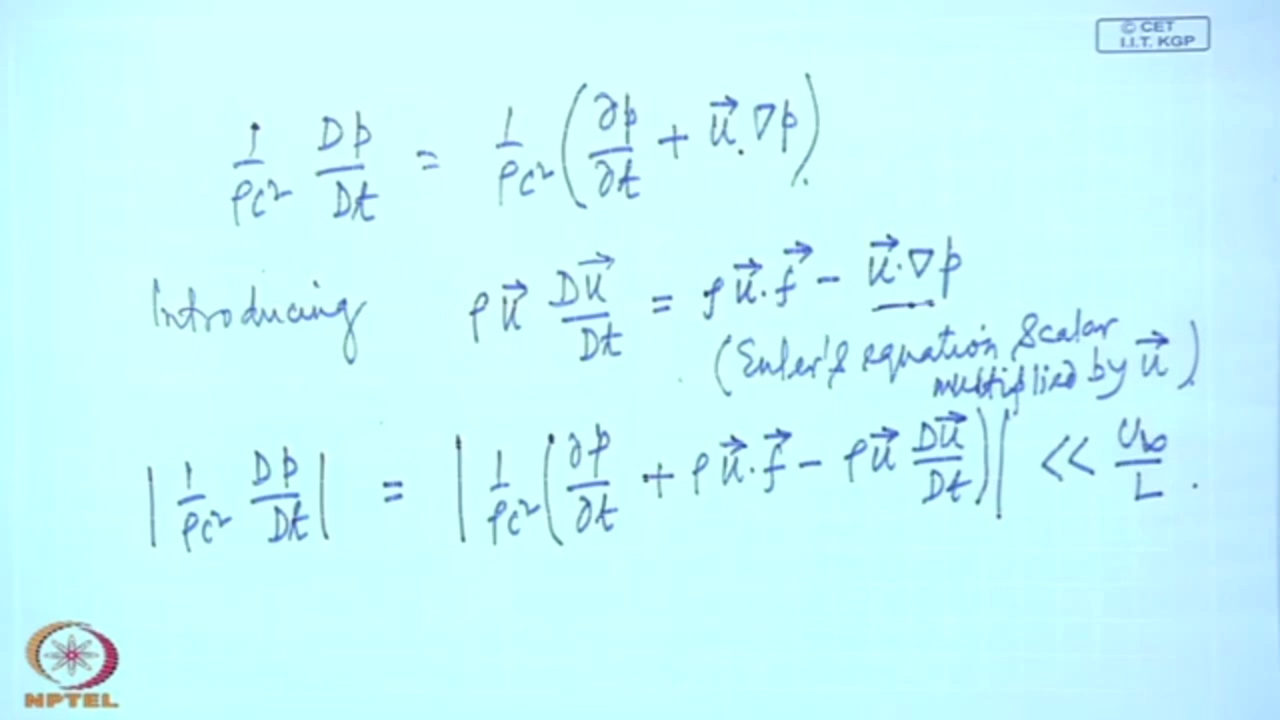 © CET
I.I.T. KGP
1/ρc² Dp/Dt = 1/ρc² (∂p/∂t + u⃗.∇p).
Introducing ρu⃗ Du⃗/Dt = ρu⃗.f⃗ − u⃗.∇p
(Euler's equation Scalar
multiplied by u⃗)
|1/ρc² Dp/Dt| = |1/ρc² (∂p/∂t + ρu⃗.f⃗ − ρu⃗ Du⃗/Dt)| << U∞/L .
NPTEL